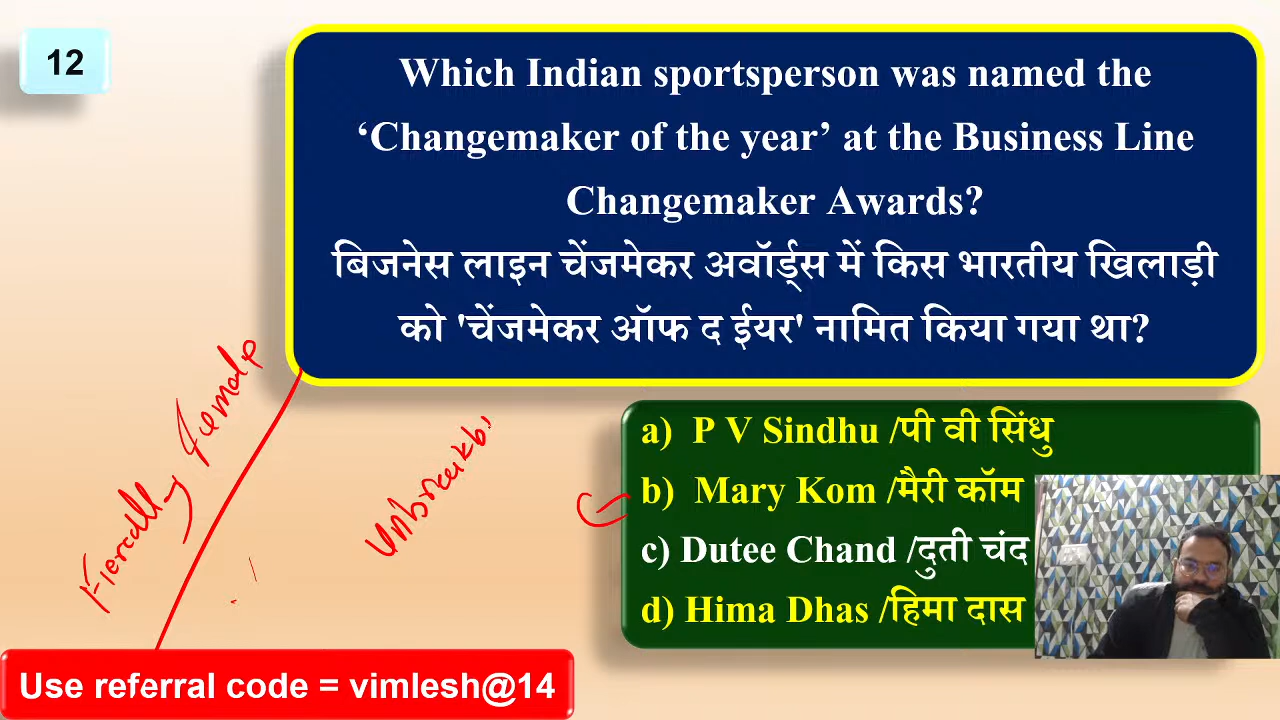 12
Which Indian sportsperson was named the
‘Changemaker of the year’ at the Business Line
Changemaker Awards?
बिजनेस लाइन चेंजमेकर अवॉर्ड्स में किस भारतीय खिलाड़ी
को 'चेंजमेकर ऑफ द ईयर' नामित किया गया था?
a) P V Sindhu /पी वी सिंधु
b) Mary Kom /मैरी कॉम
c) Dutee Chand /दुती चंद
d) Hima Dhas /हिमा दास
Use referral code = vimlesh@14